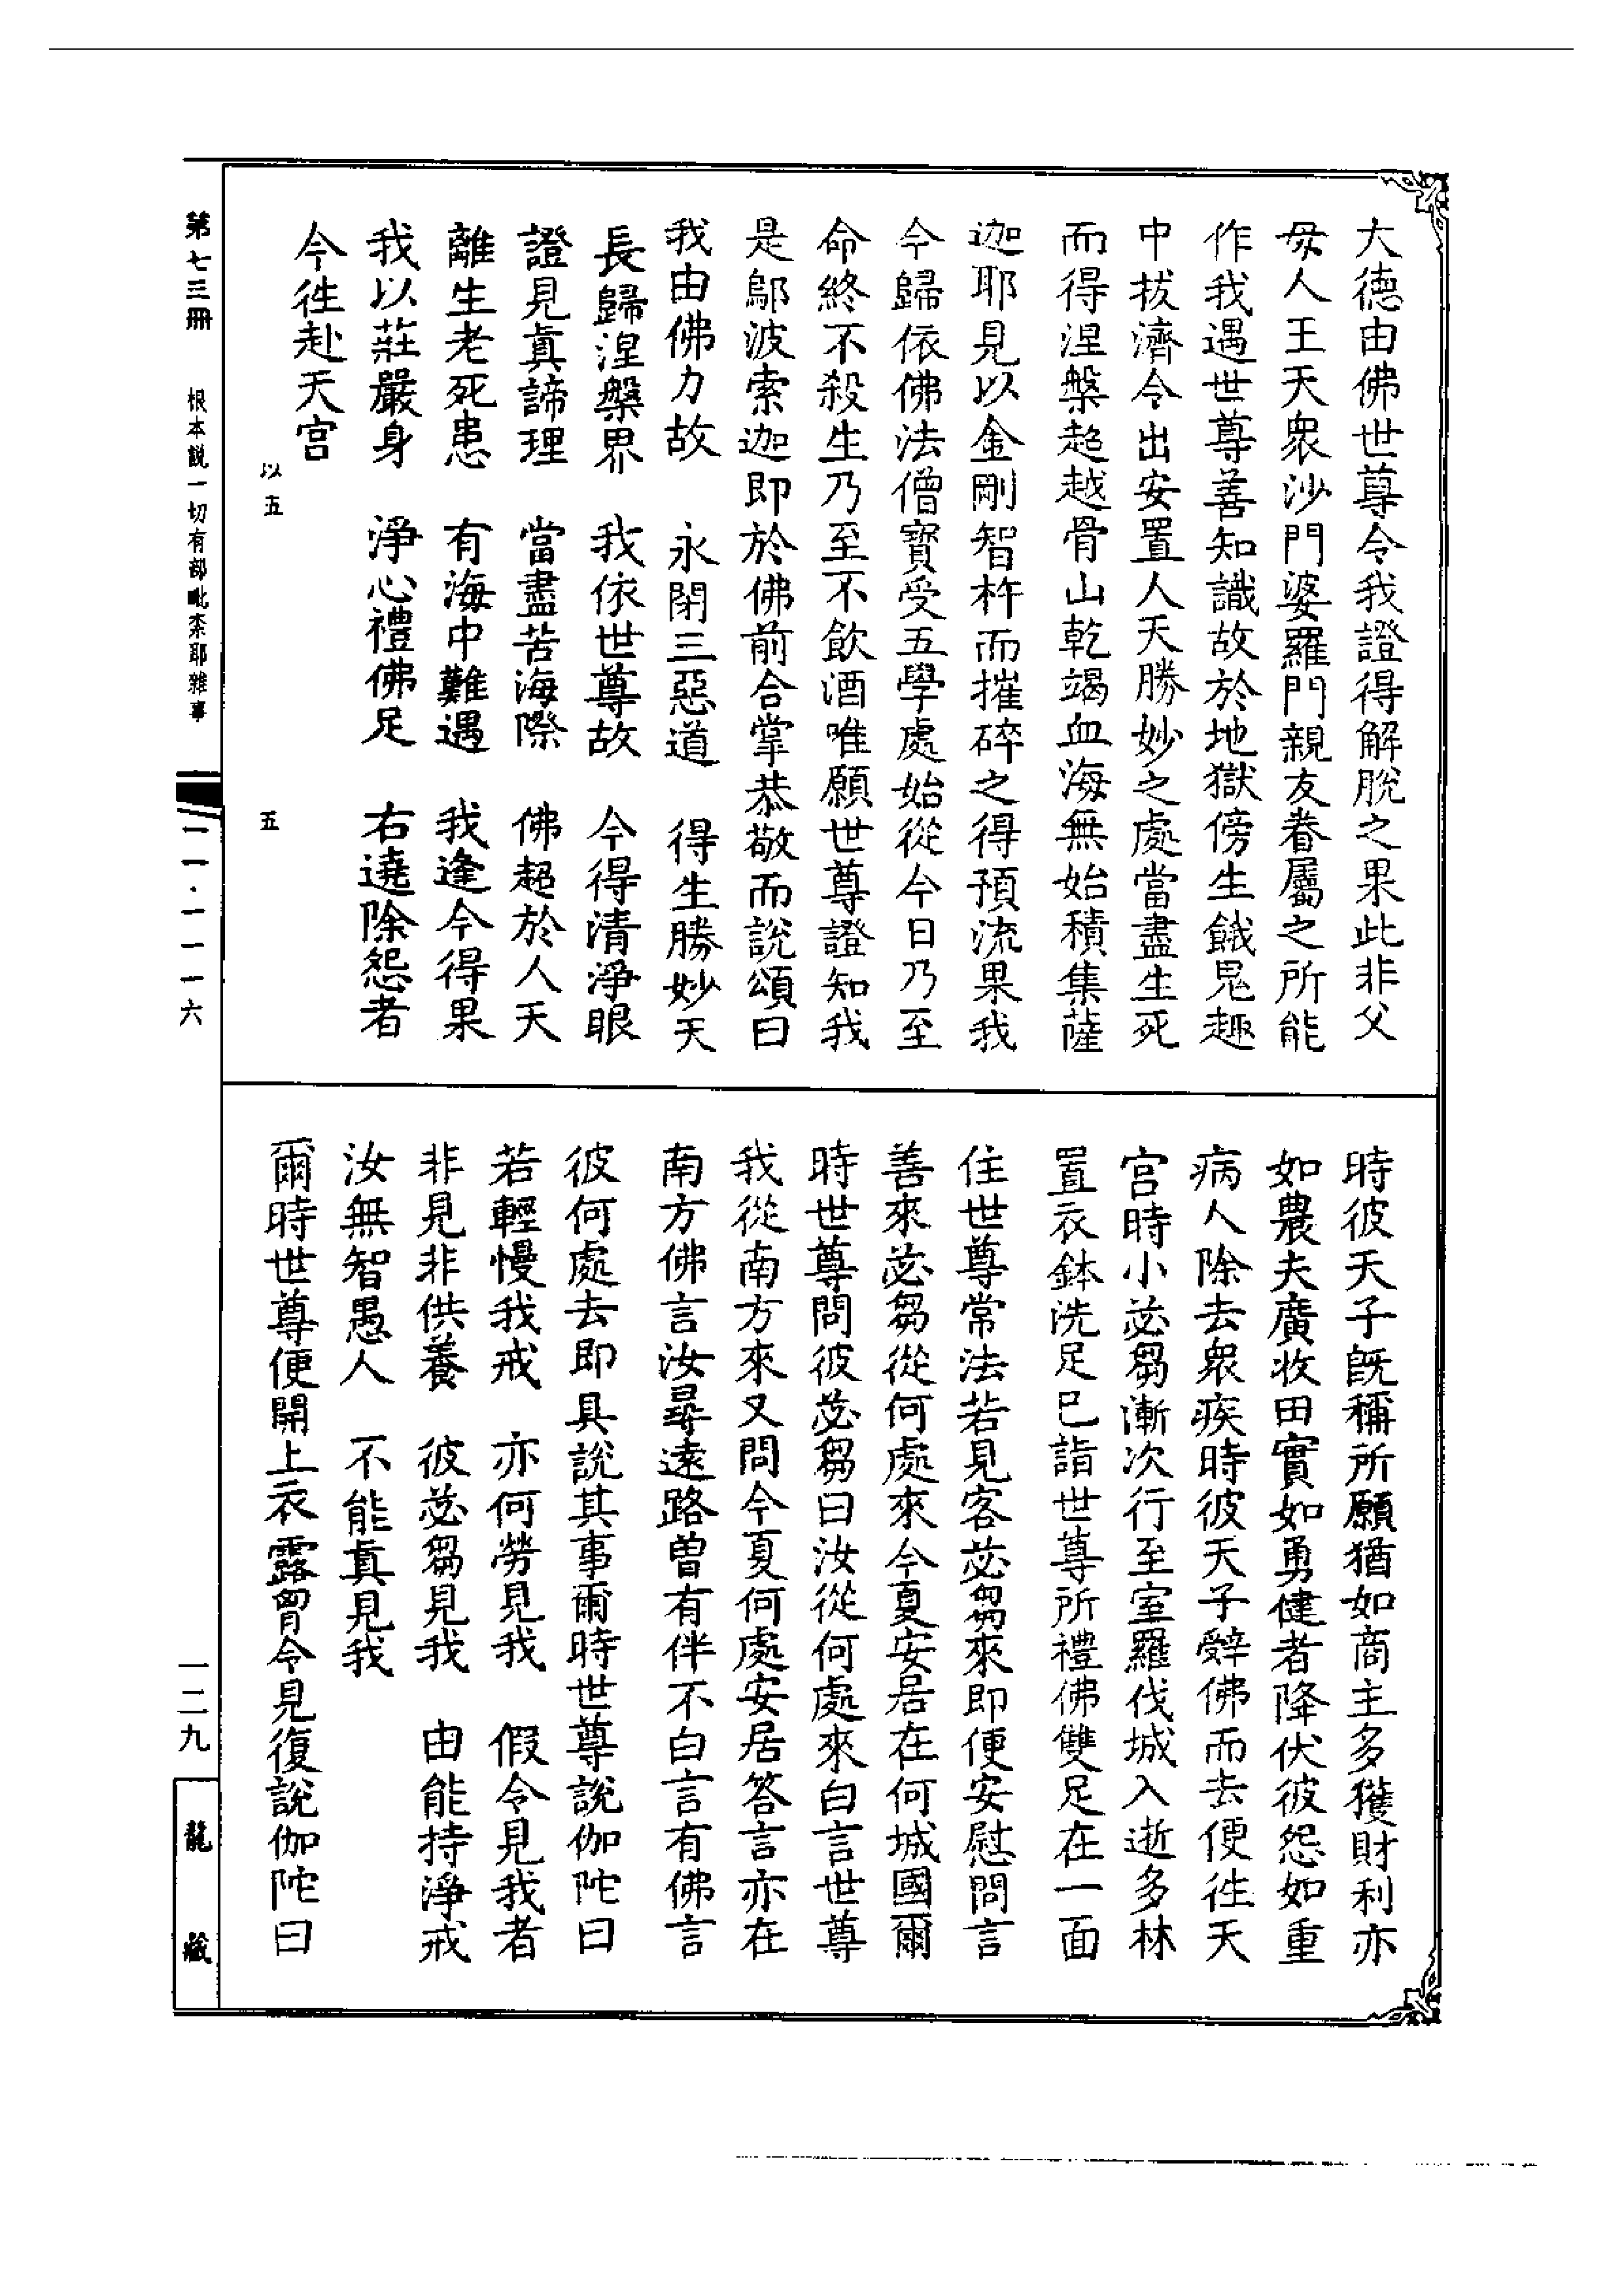 大德由佛世尊令我證得解脫之果此非父
母人王天衆沙門婆羅門親友眷屬之所能
作我遇世尊善知識故於地獄傍生餓鬼趣
中拔濟令出安置人天勝妙之處當盡生死
而得涅槃超越骨山乾竭血海無始積集薩
迦耶見以金剛智杵而摧碎之得預流果我
今歸依佛法僧寶受五學處始從今日乃至
命終不殺生乃至不飲酒唯願世尊證知我
是鄔波索迦即於佛前合掌恭敬而說頌曰
我由佛力故　永閉三惡道　得生勝妙天
長歸涅槃界　我依世尊故　今得清淨眼
證見真諦理　當盡苦海際　佛超於人天
離生老死患　有海中難遇　我逢今得果
我以莊嚴身　淨心禮佛足　右遶除怨者
今往赴天宮
以五　五
時彼天子既稱所願猶如商主多獲財利亦
如農夫廣收田實如勇健者降伏彼怨如重
病人除去衆疾時彼天子辭佛而去便往天
宮時小苾芻漸次行至室羅伐城入逝多林
置衣鉢洗足已詣世尊所禮佛雙足在一面
住世尊常法若見客苾芻來即便安慰問言
善來苾芻從何處來今夏安居在何城國爾
時世尊問彼苾芻曰汝從何處來白言世尊
我從南方來又問今夏何處安居答言亦在
南方佛言汝尋遠路曾有伴不白言有佛言
彼何處去即具說其事爾時世尊說伽陀曰
若輕慢我戒　亦何勞見我　假令見我者
非見非供養　彼苾芻見我　由能持淨戒
汝無智愚人　不能真見我
爾時世尊便開上衣露胷令見復說伽陀曰
第七三冊　根本説一切有部毗柰耶雜事　一一·一一一六
一二九　龍藏